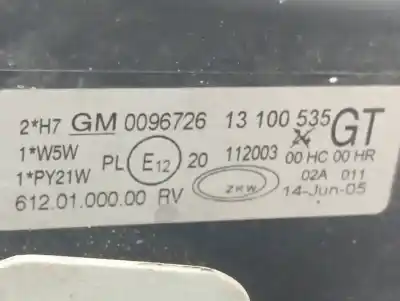 2*H7 GM 0096726 13 100 535 GT
1*W5W PL E12 20 112003 00 HC 00 HR
1*PY21W ZKW 02A 011
612.01.000.00 RV 14-Jun-05